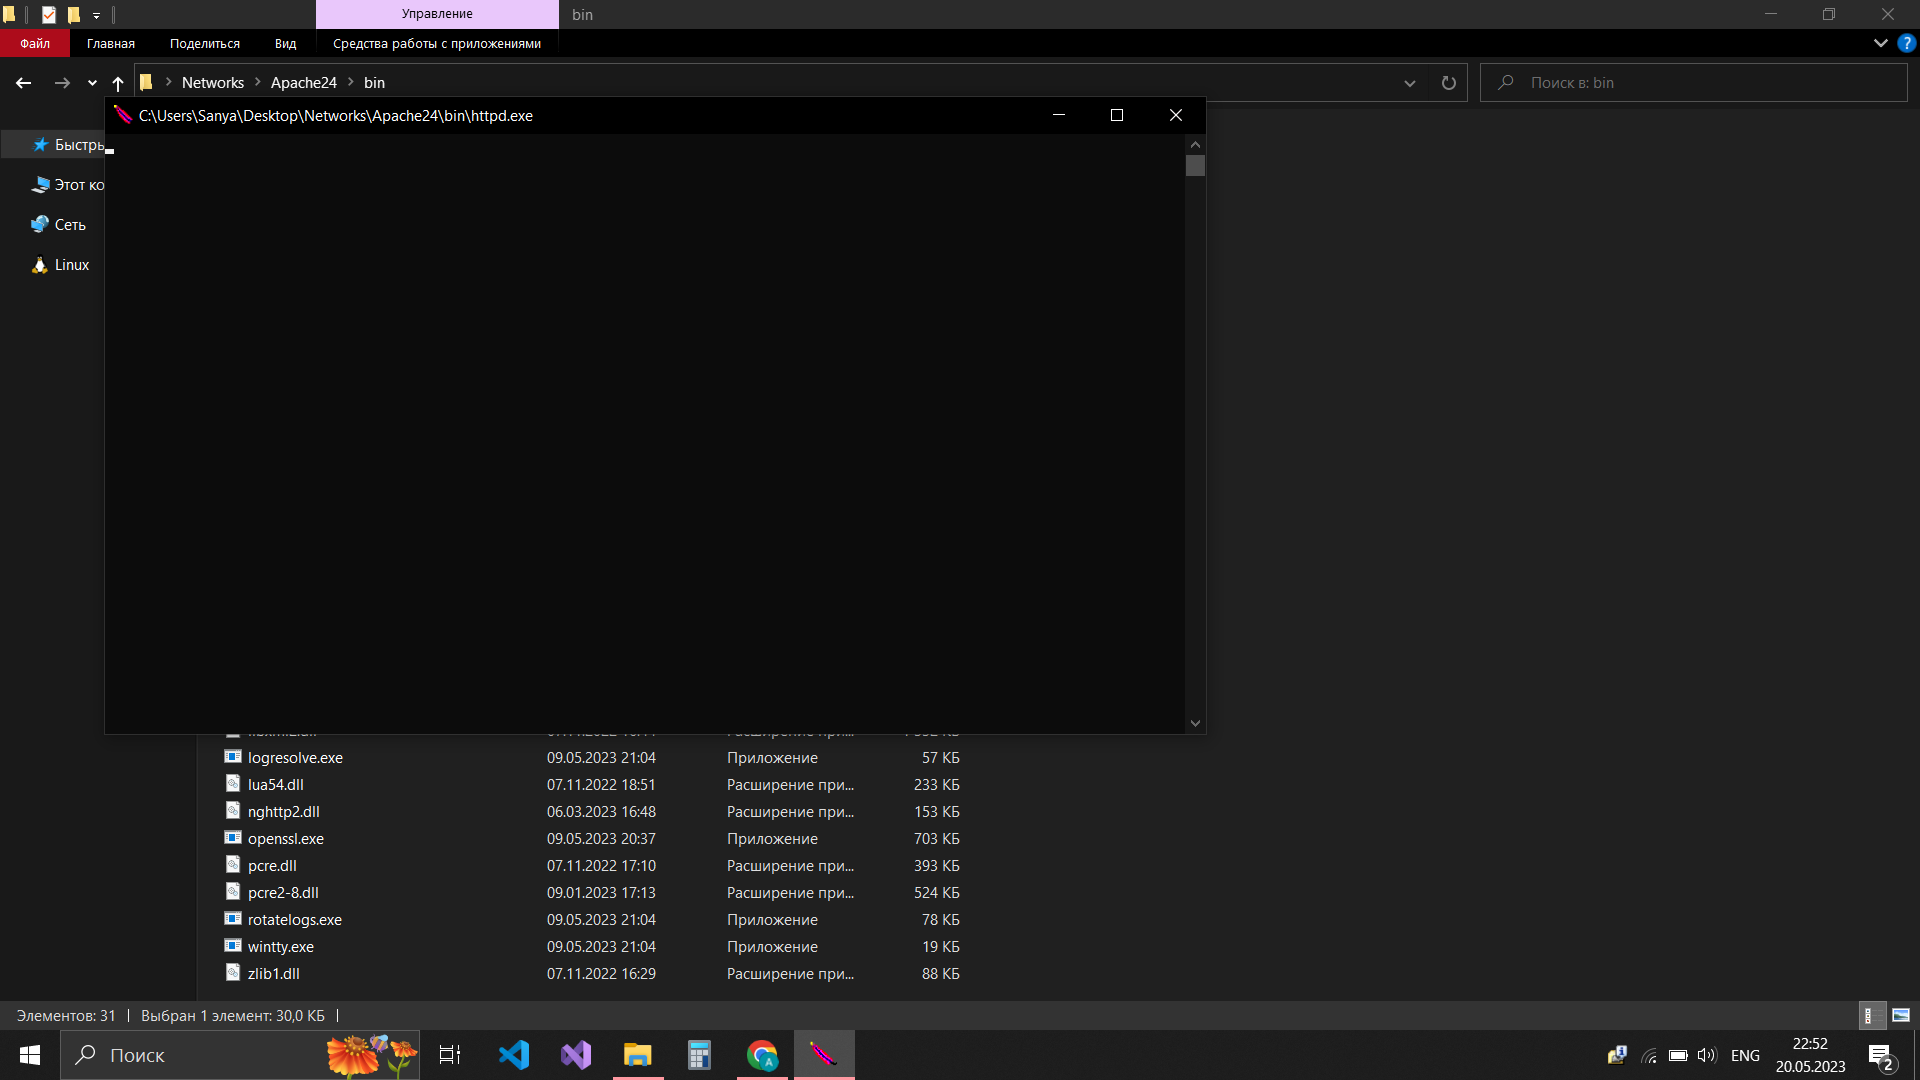 Управление
bin
Файл
Главная
Поделиться
Вид
Средства работы с приложениями
Networks
Apache24
bin
Поиск в: bin
C:\Users\Sanya\Desktop\Networks\Apache24\bin\httpd.exe
Быстры
Этот ко
Сеть
Linux
logresolve.exe 09.05.2023 21:04 Приложение 57 КБ
lua54.dll 07.11.2022 18:51 Расширение при... 233 КБ
nghttp2.dll 06.03.2023 16:48 Расширение при... 153 КБ
openssl.exe 09.05.2023 20:37 Приложение 703 КБ
pcre.dll 07.11.2022 17:10 Расширение при... 393 КБ
pcre2-8.dll 09.01.2023 17:13 Расширение при... 524 КБ
rotatelogs.exe 09.05.2023 21:04 Приложение 78 КБ
wintty.exe 09.05.2023 21:04 Приложение 19 КБ
zlib1.dll 07.11.2022 16:29 Расширение при... 88 КБ
Элементов: 31
Выбран 1 элемент: 30,0 КБ
Поиск
A
ENG
22:52
20.05.2023
2